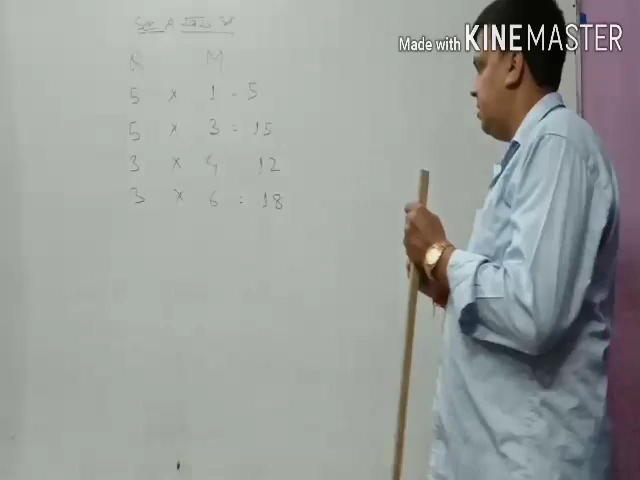 Made with KINEMASTER
N M
5 x 1 - 5
5 x 3 = 15
3 x 4 12
3 x 6 = 18